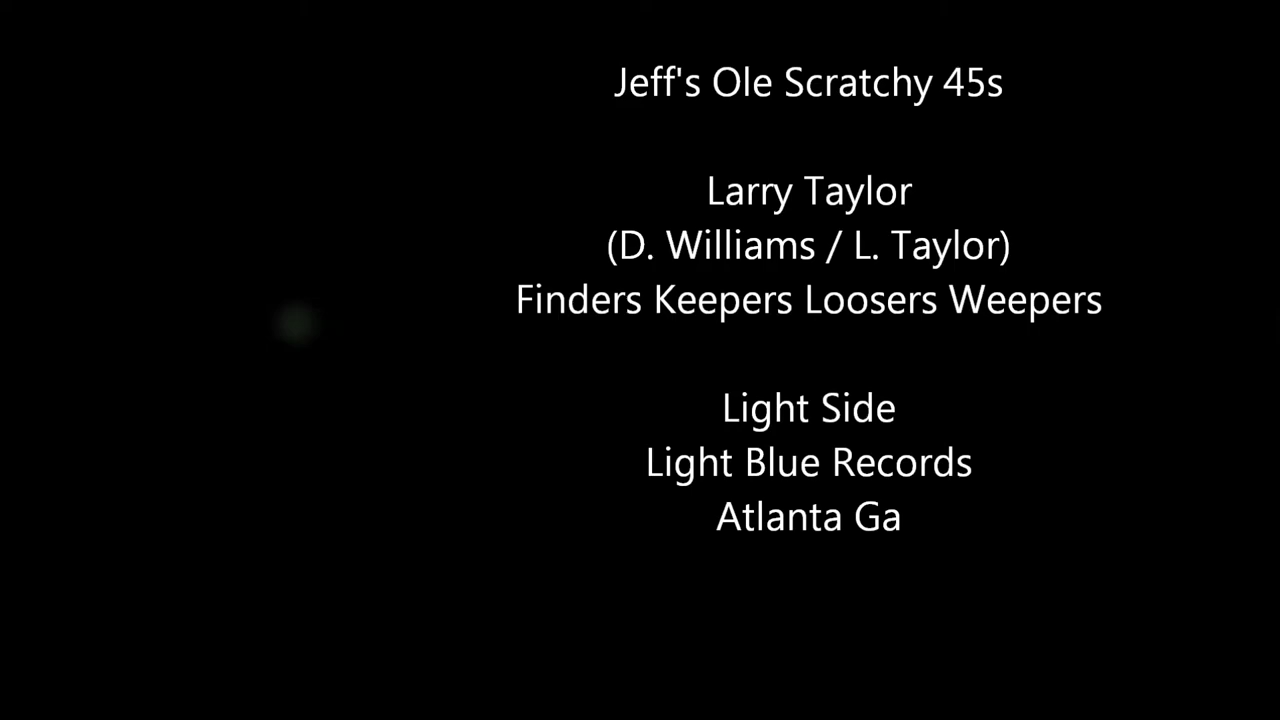 Jeff's Ole Scratchy 45s
Larry Taylor
(D. Williams / L. Taylor)
Finders Keepers Loosers Weepers
Light Side
Light Blue Records
Atlanta Ga